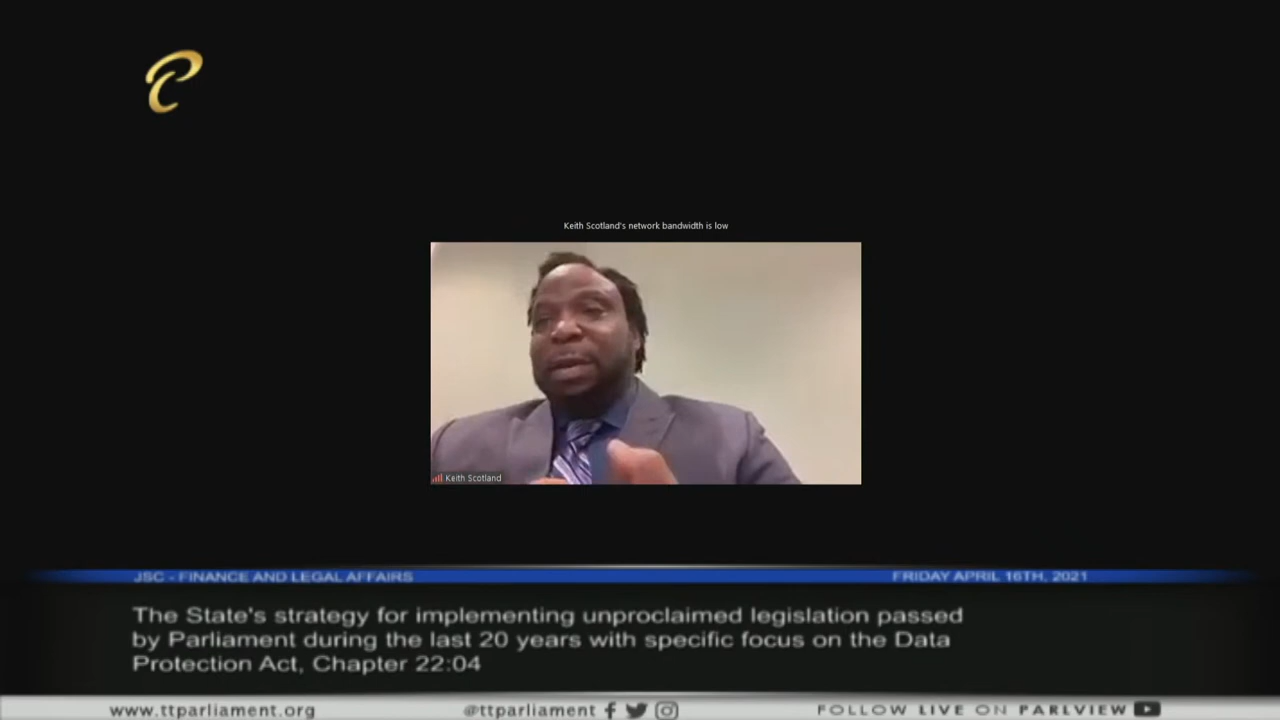 Keith Scotland's network bandwidth is low
Keith Scotland
JSC - FINANCE AND LEGAL AFFAIRS
FRIDAY APRIL 16TH, 2021
The State's strategy for implementing unproclaimed legislation passed
by Parliament during the last 20 years with specific focus on the Data
Protection Act, Chapter 22:04
www.ttparliament.org
@ttparliament
FOLLOW LIVE ON PARLVIEW